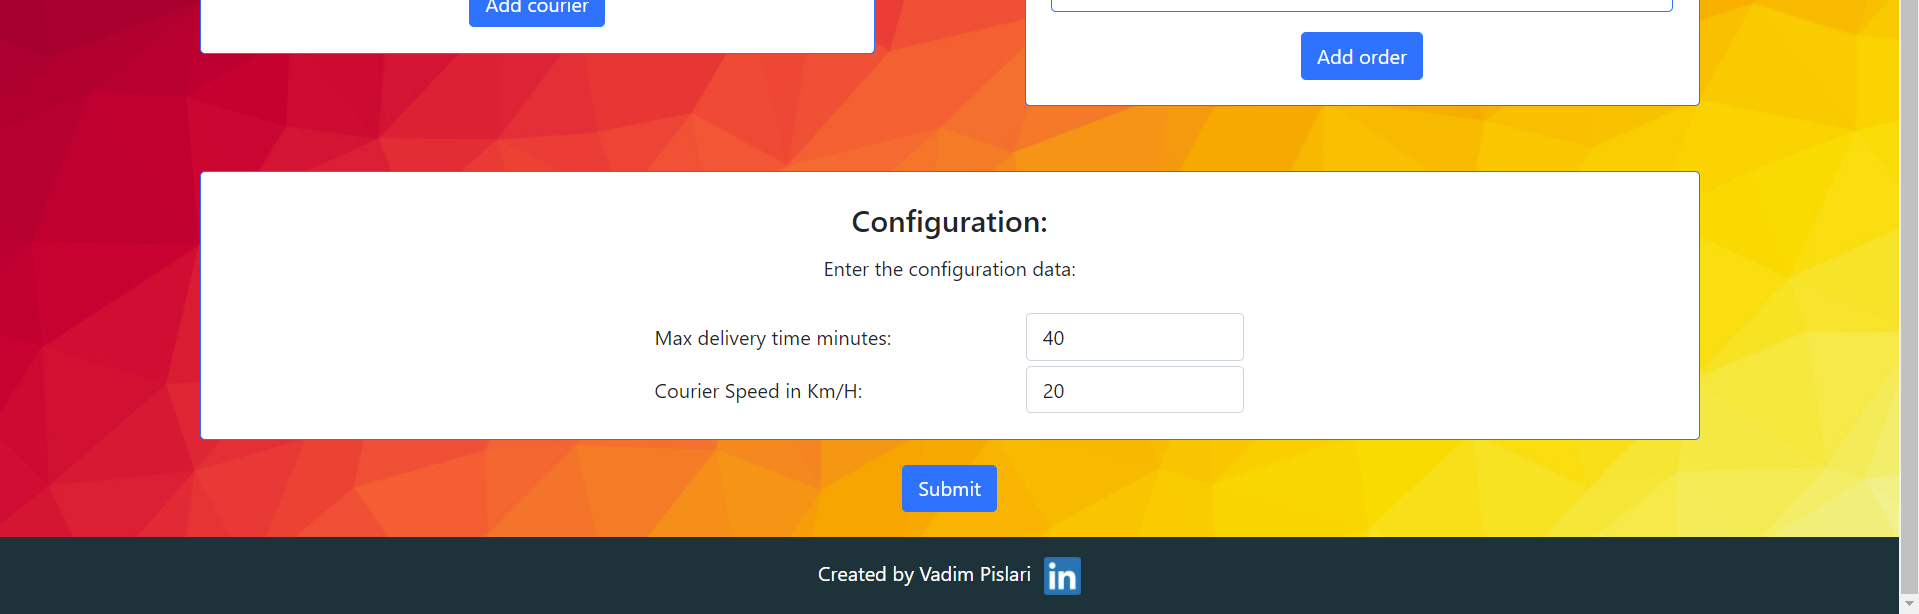 Add courier
Add order
Configuration:
Enter the configuration data:
Max delivery time minutes: 40
Courier Speed in Km/H: 20
Submit
Created by Vadim Pislari in